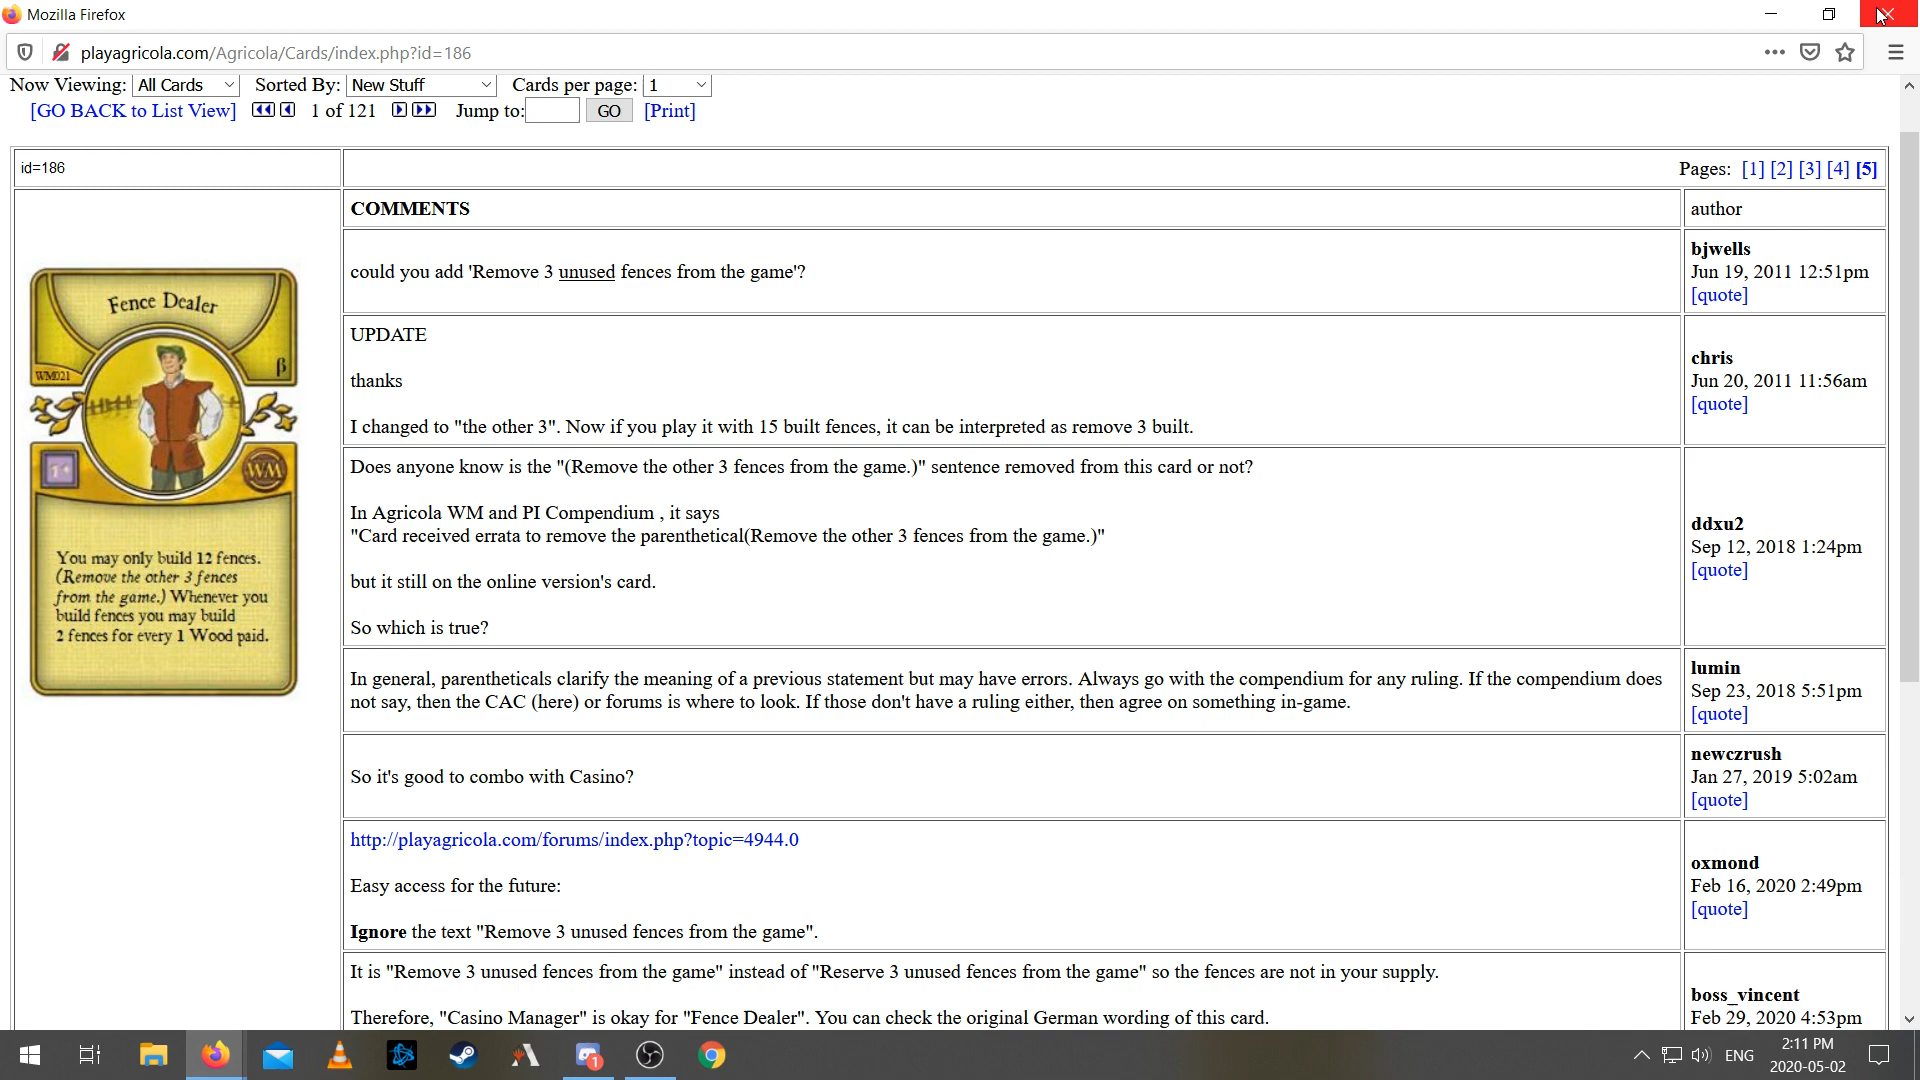 Mozilla Firefox
playagricola.com/Agricola/Cards/index.php?id=186
Now Viewing: All Cards Sorted By: New Stuff Cards per page: 1
[GO BACK to List View] 1 of 121 Jump to: GO [Print]
id=186
Pages: [1] [2] [3] [4] [5]
COMMENTS
author
could you add 'Remove 3 unused fences from the game'?
bjwells
Jun 19, 2011 12:51pm
[quote]
UPDATE
thanks
I changed to "the other 3". Now if you play it with 15 built fences, it can be interpreted as remove 3 built.
chris
Jun 20, 2011 11:56am
[quote]
Does anyone know is the "(Remove the other 3 fences from the game.)" sentence removed from this card or not?
In Agricola WM and PI Compendium , it says
"Card received errata to remove the parenthetical(Remove the other 3 fences from the game.)"
but it still on the online version's card.
So which is true?
ddxu2
Sep 12, 2018 1:24pm
[quote]
In general, parentheticals clarify the meaning of a previous statement but may have errors. Always go with the compendium for any ruling. If the compendium does
not say, then the CAC (here) or forums is where to look. If those don't have a ruling either, then agree on something in-game.
lumin
Sep 23, 2018 5:51pm
[quote]
So it's good to combo with Casino?
newczrush
Jan 27, 2019 5:02am
[quote]
http://playagricola.com/forums/index.php?topic=4944.0
Easy access for the future:
Ignore the text "Remove 3 unused fences from the game".
oxmond
Feb 16, 2020 2:49pm
[quote]
It is "Remove 3 unused fences from the game" instead of "Reserve 3 unused fences from the game" so the fences are not in your supply.
Therefore, "Casino Manager" is okay for "Fence Dealer". You can check the original German wording of this card.
boss_vincent
Feb 29, 2020 4:53pm
Fence Dealer
WM021
β
1+
WM
You may only build 12 fences.
(Remove the other 3 fences
from the game.) Whenever you
build fences you may build
2 fences for every 1 Wood paid.
1
ENG
2:11 PM
2020-05-02